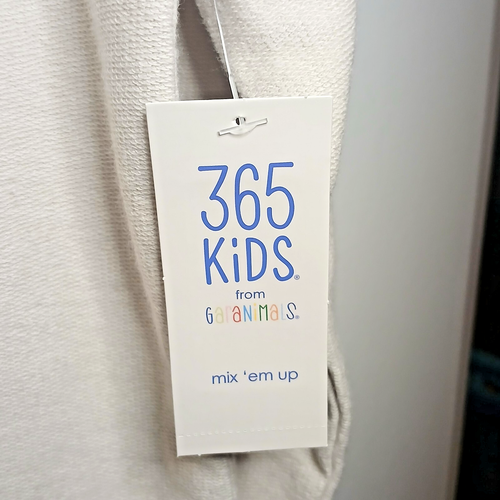 365
KiDS®
from
GaRANiMaLS®
mix 'em up